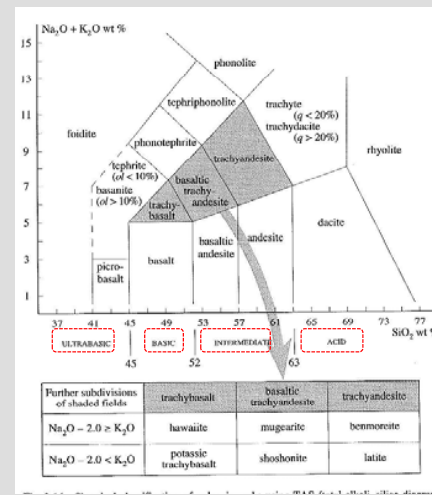 Na2O + K2O wt %
15
13
11
9
7
5
3
1
phonolite
tephriphonolite
trachyte
(q < 20%)
trachydacite
(q > 20%)
foidite
phonotephrite
trachyandesite
rhyolite
tephrite
(ol < 10%)
basanite
(ol > 10%)
basaltic
trachy-
andesite
trachy-
basalt
dacite
basaltic
andesite
andesite
picro-
basalt
basalt
37 41 45 49 53 57 61 65 69 73 77
SiO2 wt %
ULTRABASIC BASIC INTERMEDIATE ACID
45 52 63
Further subdivisions
of shaded fields
trachybasalt
basaltic
trachyandesite
trachyandesite
Na2O – 2.0 ≥ K2O hawaiite mugearite benmoreite
Na2O – 2.0 < K2O potassic
trachybasalt
shoshonite latite